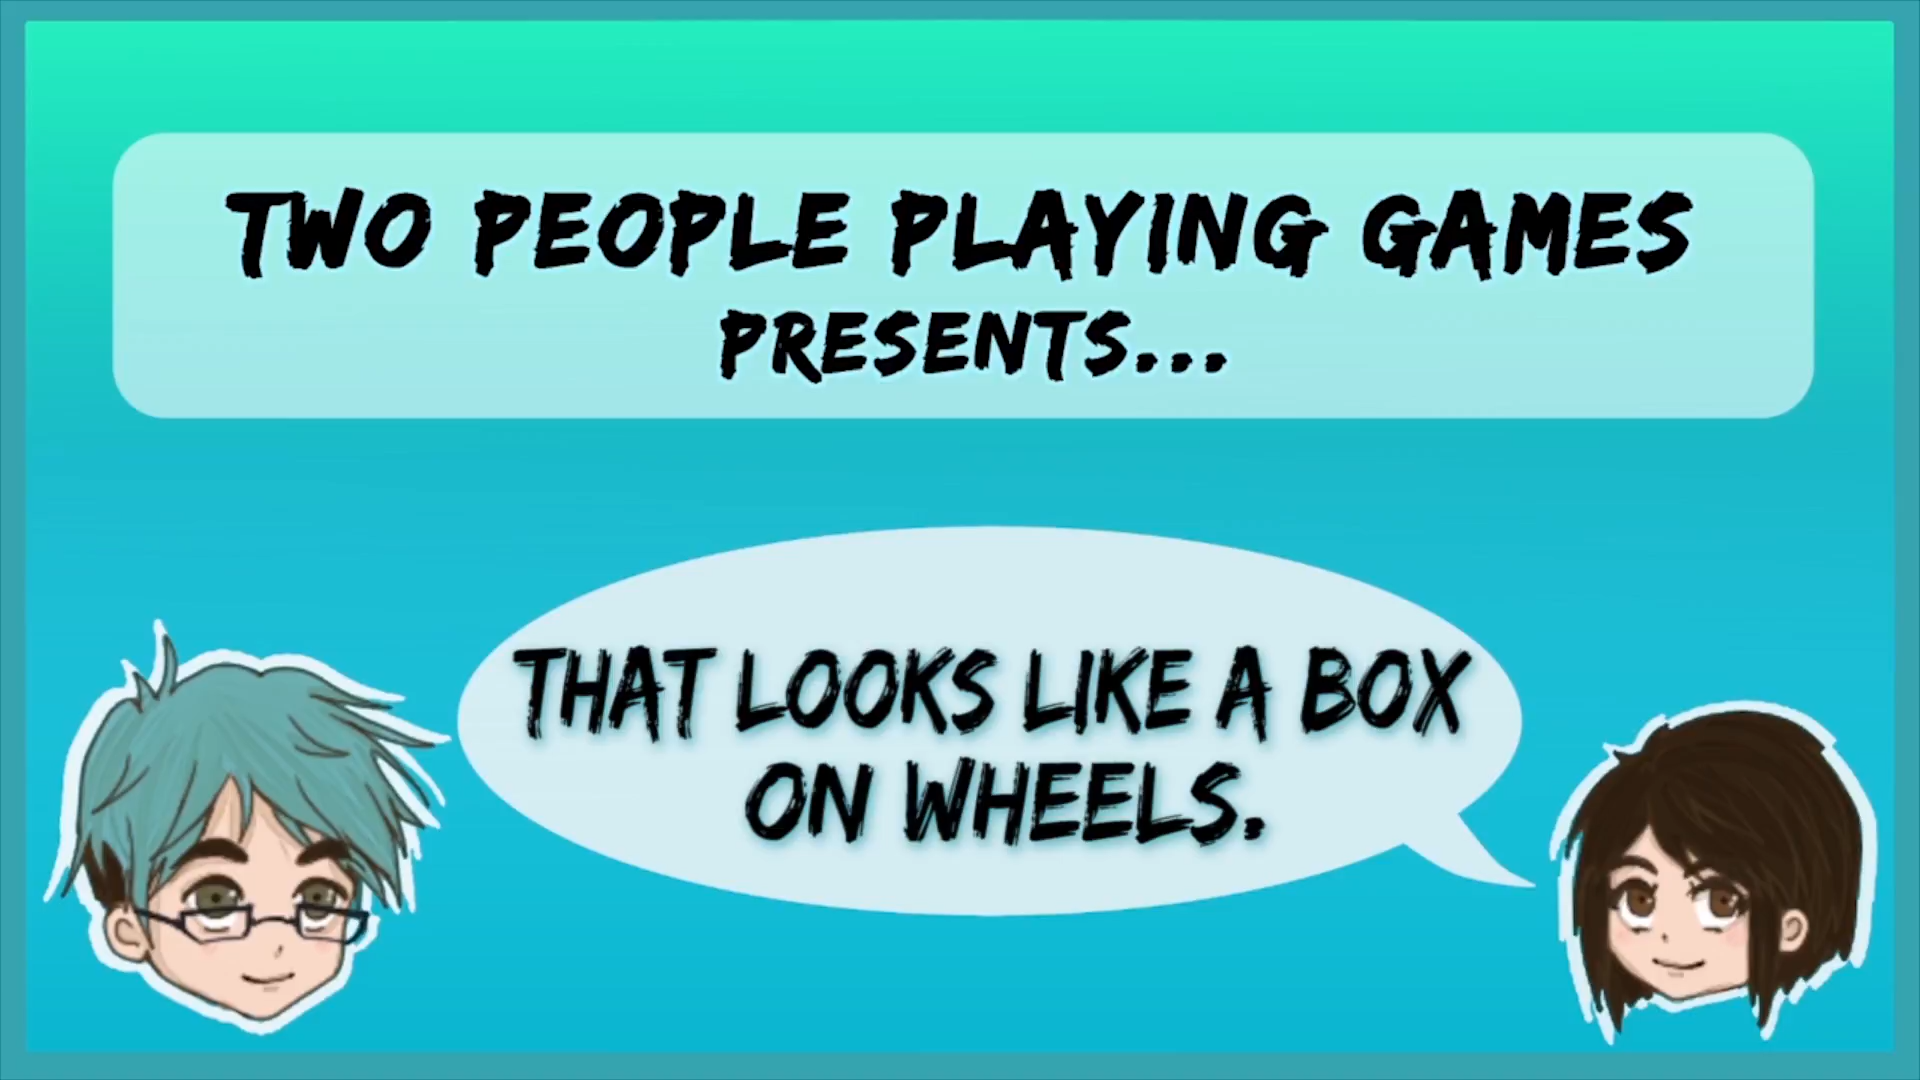 TWO PEOPLE PLAYING GAMES
PRESENTS...
THAT LOOKS LIKE A BOX
ON WHEELS.